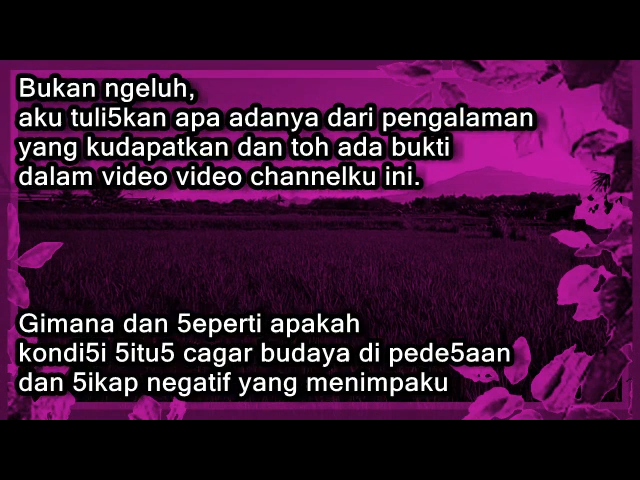 Bukan ngeluh,
aku tuli5kan apa adanya dari pengalaman
yang kudapatkan dan toh ada bukti
dalam video video channelku ini.
Gimana dan 5eperti apakah
kondi5i 5itu5 cagar budaya di pede5aan
dan 5ikap negatif yang menimpaku